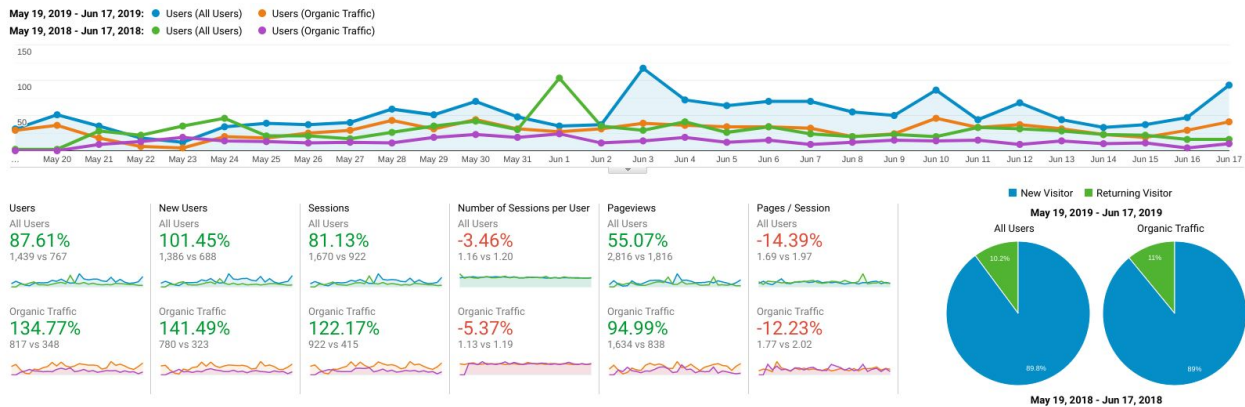 May 19, 2019 - Jun 17, 2019: Users (All Users) Users (Organic Traffic)
May 19, 2018 - Jun 17, 2018: Users (All Users) Users (Organic Traffic)
150
100
50
... May 20 May 21 May 22 May 23 May 24 May 25 May 26 May 27 May 28 May 29 May 30 May 31 Jun 1 Jun 2 Jun 3 Jun 4 Jun 5 Jun 6 Jun 7 Jun 8 Jun 9 Jun 10 Jun 11 Jun 12 Jun 13 Jun 14 Jun 15 Jun 16 Jun 17
Users
All Users
87.61%
1,439 vs 767
Organic Traffic
134.77%
817 vs 348
New Users
All Users
101.45%
1,386 vs 688
Organic Traffic
141.49%
780 vs 323
Sessions
All Users
81.13%
1,670 vs 922
Organic Traffic
122.17%
922 vs 415
Number of Sessions per User
All Users
-3.46%
1.16 vs 1.20
Organic Traffic
-5.37%
1.13 vs 1.19
Pageviews
All Users
55.07%
2,816 vs 1,816
Organic Traffic
94.99%
1,634 vs 838
Pages / Session
All Users
-14.39%
1.69 vs 1.97
Organic Traffic
-12.23%
1.77 vs 2.02
New Visitor Returning Visitor
May 19, 2019 - Jun 17, 2019
All Users
10.2%
89.8%
Organic Traffic
11%
89%
May 19, 2018 - Jun 17, 2018